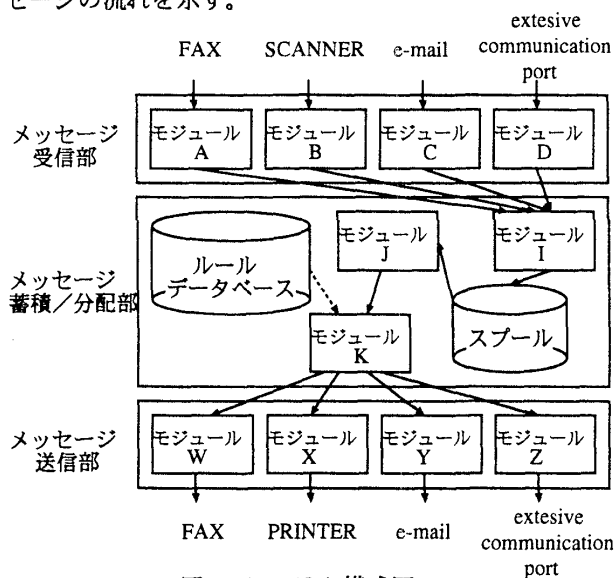 セージの流れを示す。
FAX SCANNER e-mail extesive communication port
メッセージ
受信部
モジュール A
モジュール B
モジュール C
モジュール D
メッセージ
蓄積/分配部
ルール
データベース
モジュール J
モジュール I
スプール
モジュール K
メッセージ
送信部
モジュール W
モジュール X
モジュール Y
モジュール Z
FAX PRINTER e-mail extesive communication port